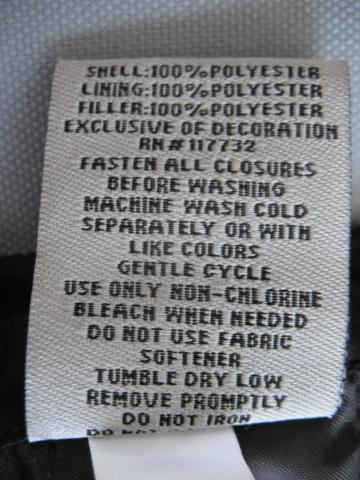 SHELL:100%POLYESTER
LINING:100%POLYESTER
FILLER:100%POLYESTER
EXCLUSIVE OF DECORATION
RN#117732
FASTEN ALL CLOSURES
BEFORE WASHING
MACHINE WASH COLD
SEPARATELY OR WITH
LIKE COLORS
GENTLE CYCLE
USE ONLY NON-CHLORINE
BLEACH WHEN NEEDED
DO NOT USE FABRIC
SOFTENER
TUMBLE DRY LOW
REMOVE PROMPTLY
DO NOT IRON
DO NOT